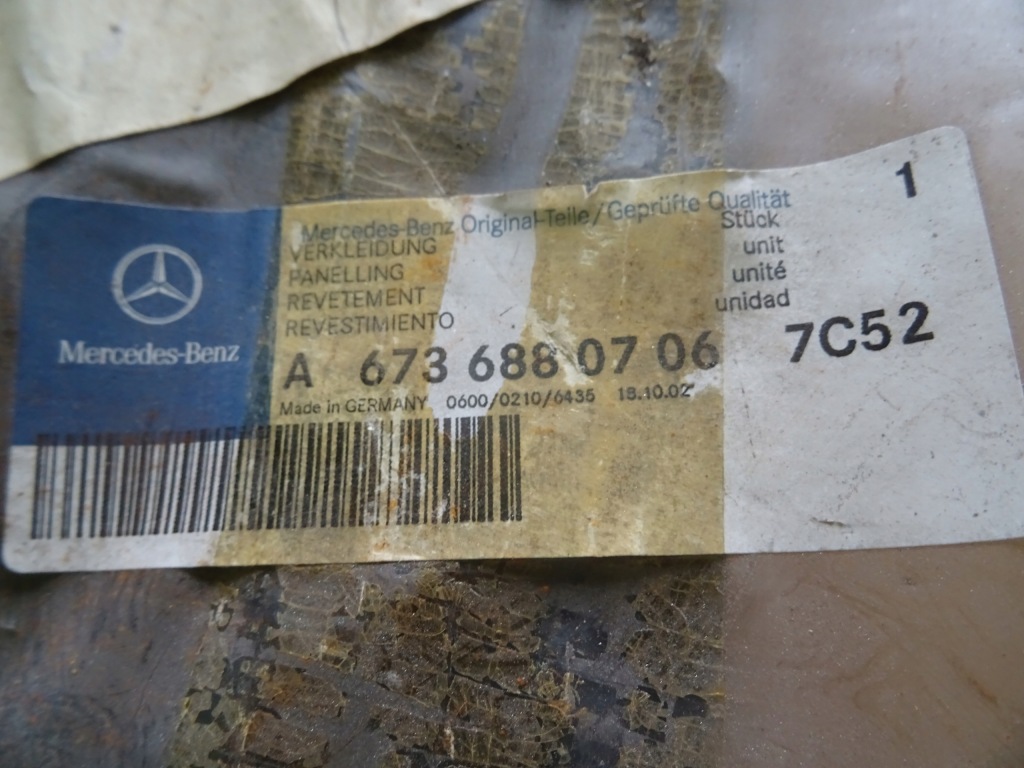 Mercedes-Benz
Mercedes-Benz Original-Teile/Geprüfte Qualität
VERKLEIDUNG
PANELLING
REVETEMENT
REVESTIMIENTO
Stück
unit
unité
unidad
1
A 673 688 07 06 7C52
Made in GERMANY 0600/0210/6435 18.10.02